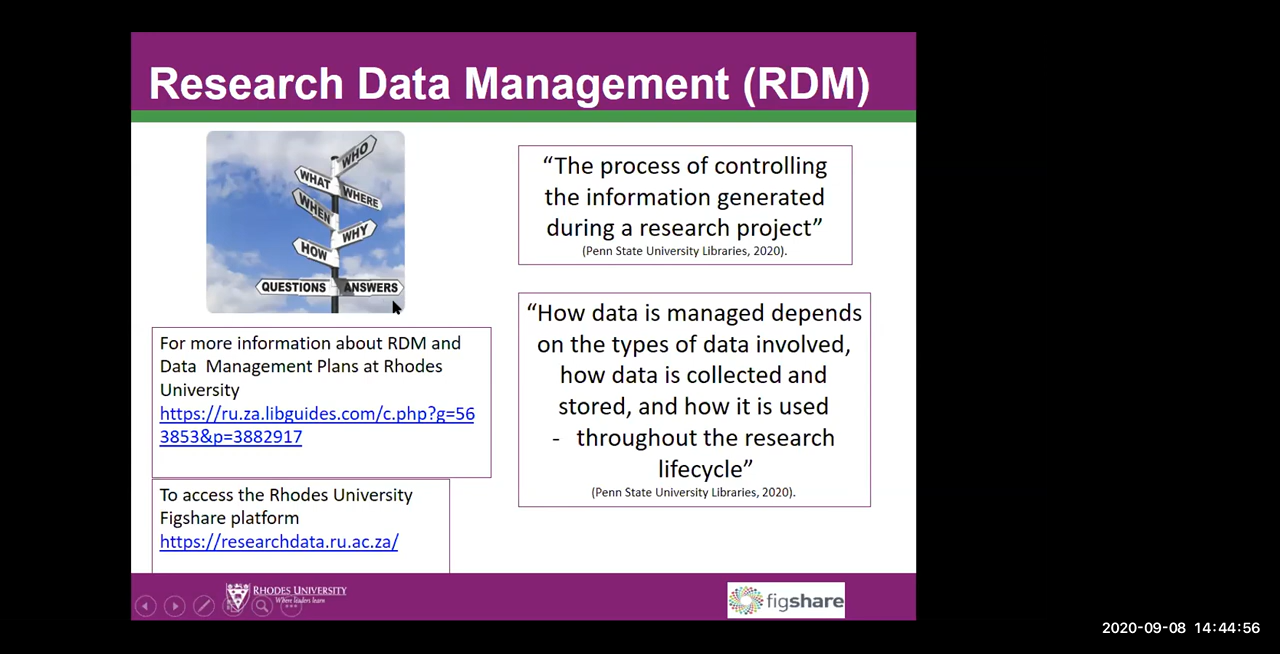 Research Data Management (RDM)
WHO
WHAT
WHERE
WHEN
WHY
HOW
QUESTIONS ANSWERS
For more information about RDM and
Data Management Plans at Rhodes
University
https://ru.za.libguides.com/c.php?g=56
3853&p=3882917
To access the Rhodes University
Figshare platform
https://researchdata.ru.ac.za/
“The process of controlling
the information generated
during a research project”
(Penn State University Libraries, 2020).
“How data is managed depends
on the types of data involved,
how data is collected and
stored, and how it is used
- throughout the research
lifecycle”
(Penn State University Libraries, 2020).
RHODES UNIVERSITY
Where leaders learn
figshare
2020-09-08 14:44:56